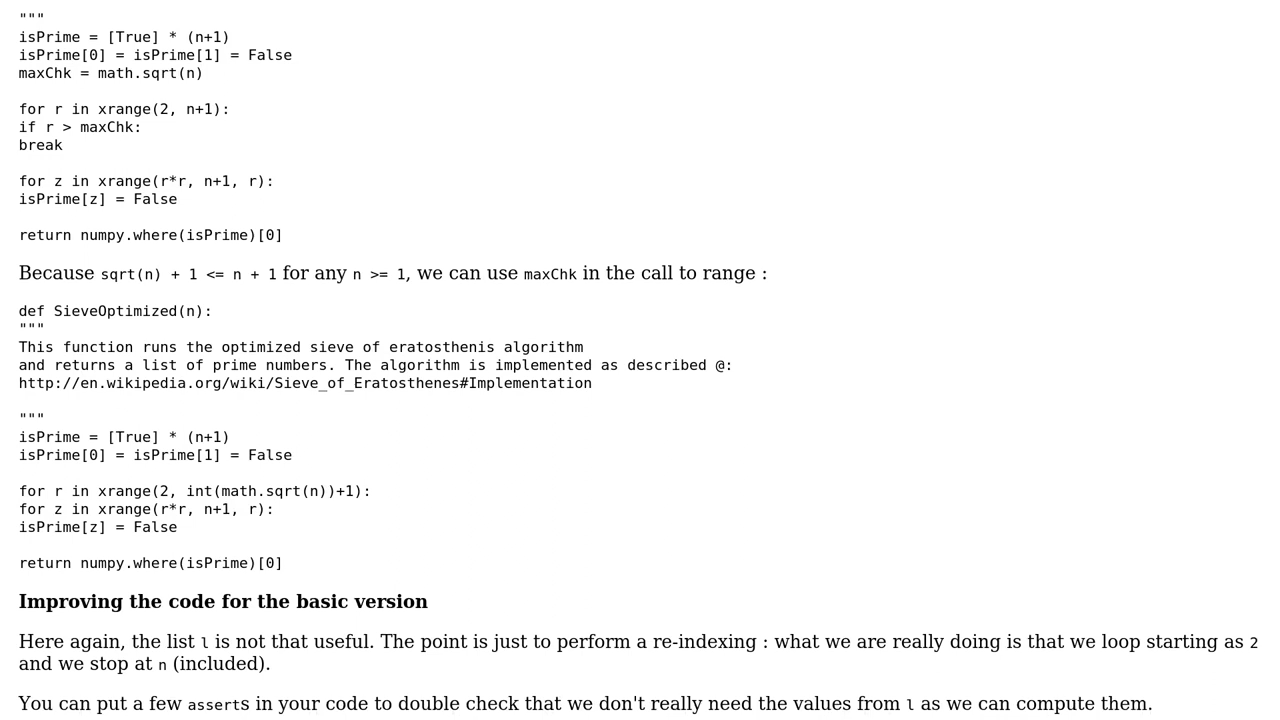 """
isPrime = [True] * (n+1)
isPrime[0] = isPrime[1] = False
maxChk = math.sqrt(n)
for r in xrange(2, n+1):
if r > maxChk:
break
for z in xrange(r*r, n+1, r):
isPrime[z] = False
return numpy.where(isPrime)[0]
Because sqrt(n) + 1 <= n + 1 for any n >= 1, we can use maxChk in the call to range :
def SieveOptimized(n):
"""
This function runs the optimized sieve of eratosthenis algorithm
and returns a list of prime numbers. The algorithm is implemented as described @:
http://en.wikipedia.org/wiki/Sieve_of_Eratosthenes#Implementation
"""
isPrime = [True] * (n+1)
isPrime[0] = isPrime[1] = False
for r in xrange(2, int(math.sqrt(n))+1):
for z in xrange(r*r, n+1, r):
isPrime[z] = False
return numpy.where(isPrime)[0]
Improving the code for the basic version
Here again, the list l is not that useful. The point is just to perform a re-indexing : what we are really doing is that we loop starting as 2
and we stop at n (included).
You can put a few asserts in your code to double check that we don't really need the values from l as we can compute them.